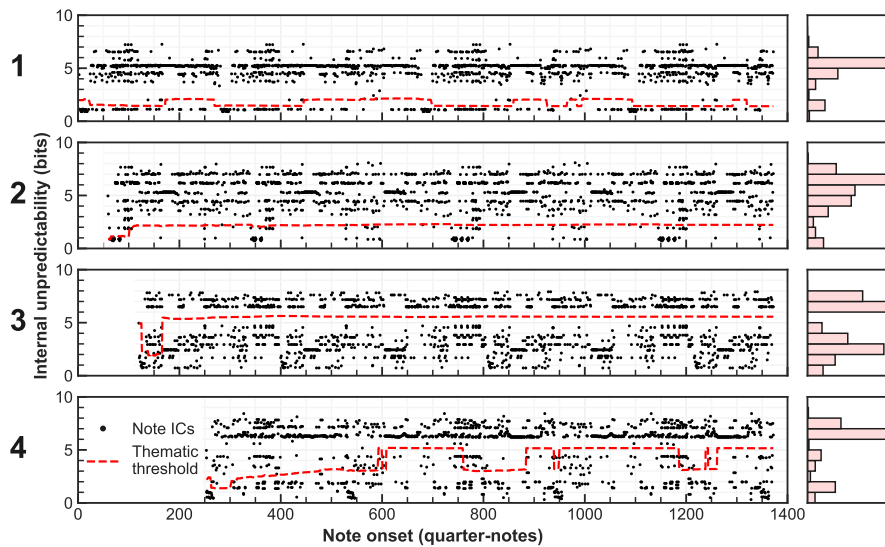 1
10
5
0
2
10
5
0
3
10
5
0
4
10
5
0
Internal unpredictability (bits)
Note ICs
Thematic
threshold
0 200 400 600 800 1000 1200 1400
Note onset (quarter-notes)